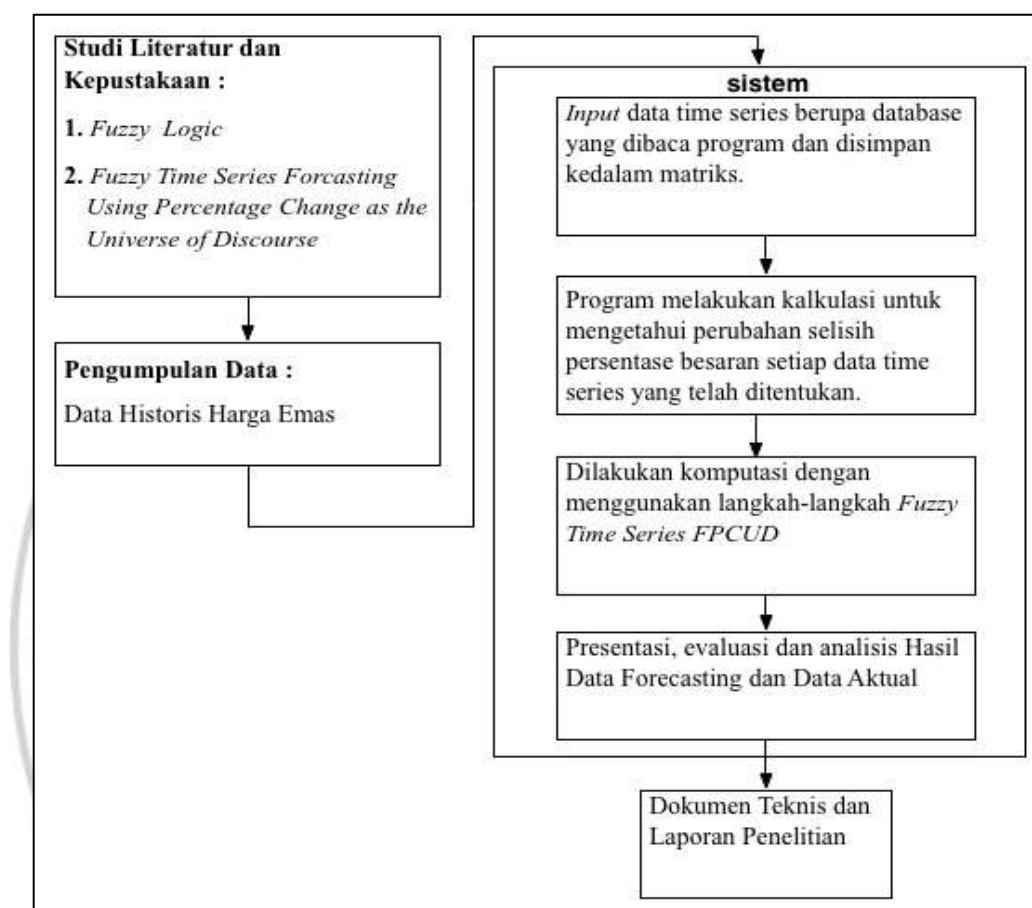 Studi Literatur dan
Kepustakaan :
1. Fuzzy Logic
2. Fuzzy Time Series Forcasting
Using Percentage Change as the
Universe of Discourse
Pengumpulan Data :
Data Historis Harga Emas
sistem
Input data time series berupa database
yang dibaca program dan disimpan
kedalam matriks.
Program melakukan kalkulasi untuk
mengetahui perubahan selisih
persentase besaran setiap data time
series yang telah ditentukan.
Dilakukan komputasi dengan
menggunakan langkah-langkah Fuzzy
Time Series FPCUD
Presentasi, evaluasi dan analisis Hasil
Data Forecasting dan Data Aktual
Dokumen Teknis dan
Laporan Penelitian